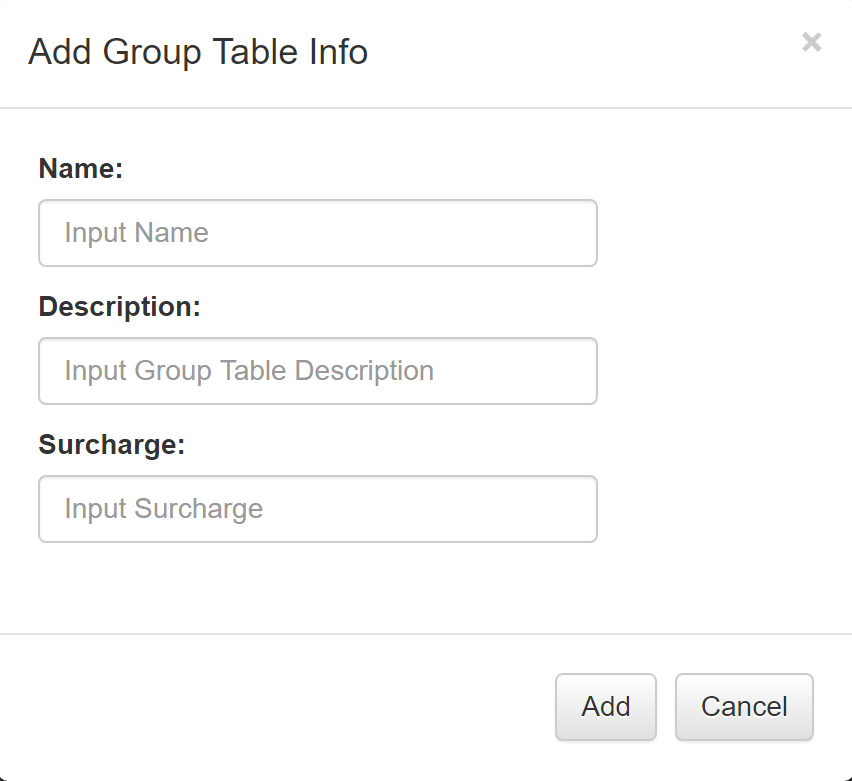 Add Group Table Info
×
Name:
Input Name
Description:
Input Group Table Description
Surcharge:
Input Surcharge
Add Cancel